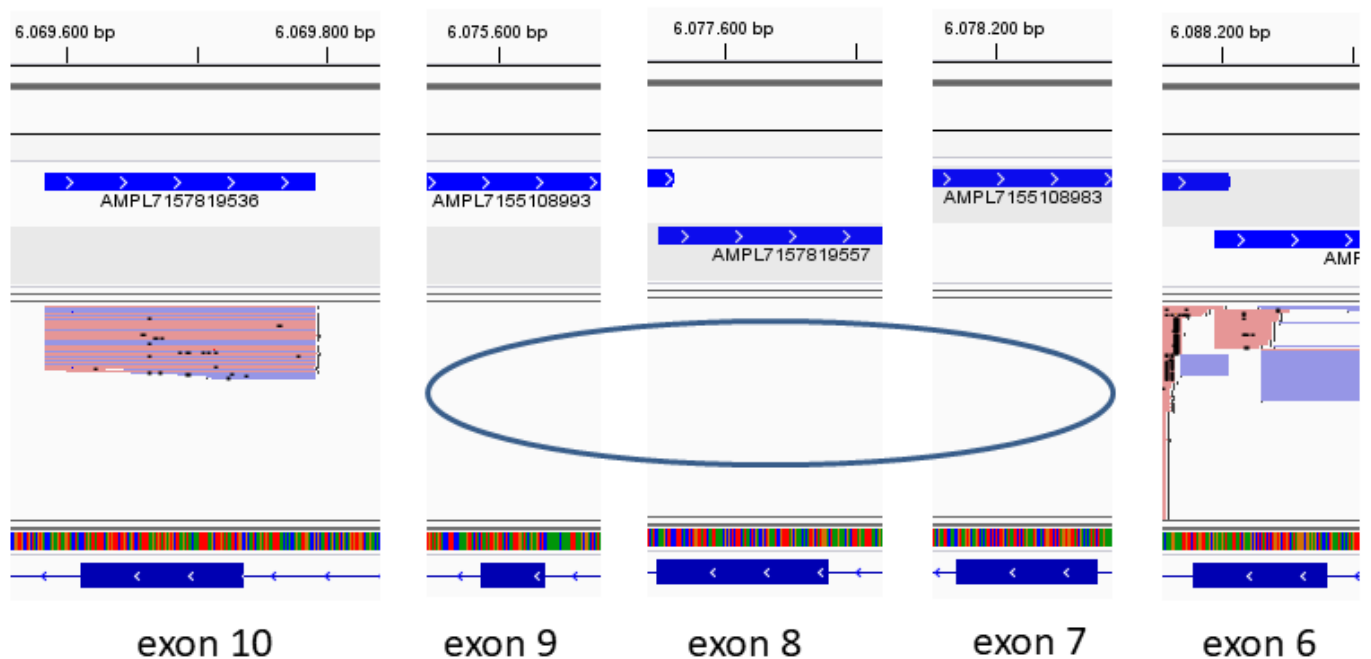 6.069.600 bp 6.069.800 bp 6.075.600 bp 6.077.600 bp 6.078.200 bp 6.088.200 bp
AMPL7157819536 AMPL7155108993 AMPL7155108983
AMPL7157819557 AMP
exon 10 exon 9 exon 8 exon 7 exon 6